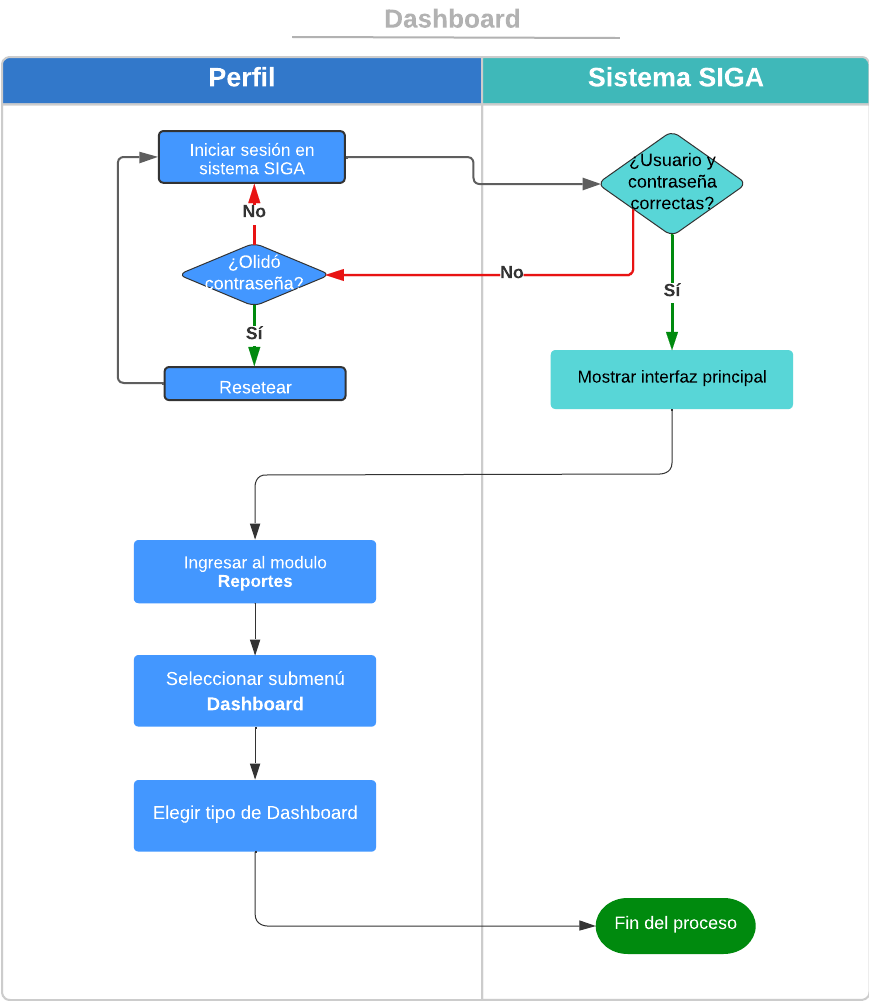 Dashboard
Perfil
Sistema SIGA
Iniciar sesión en
sistema SIGA
¿Usuario y
contraseña
correctas?
No
¿Olidó
contraseña?
No
Sí
Sí
Resetear
Mostrar interfaz principal
Ingresar al modulo
Reportes
Seleccionar submenú
Dashboard
Elegir tipo de Dashboard
Fin del proceso